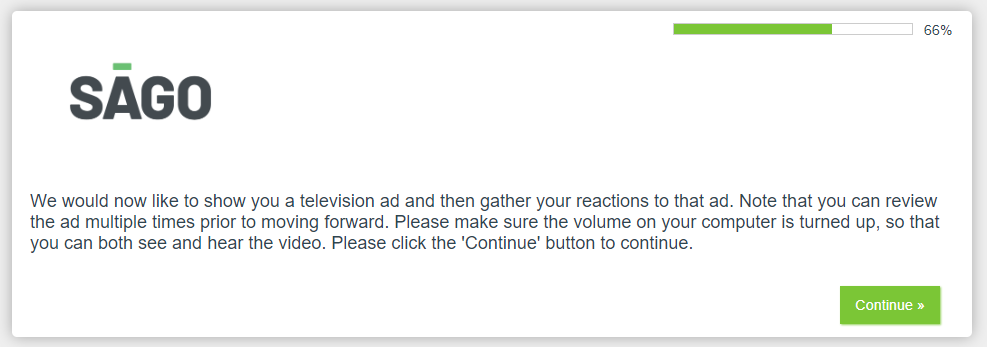 66%
SĀGO
We would now like to show you a television ad and then gather your reactions to that ad. Note that you can review
the ad multiple times prior to moving forward. Please make sure the volume on your computer is turned up, so that
you can both see and hear the video. Please click the 'Continue' button to continue.
Continue »